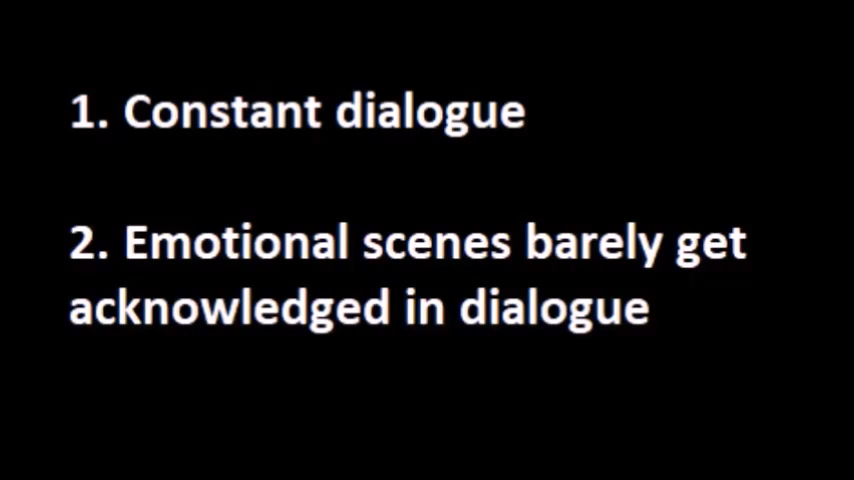 1. Constant dialogue
2. Emotional scenes barely get
acknowledged in dialogue